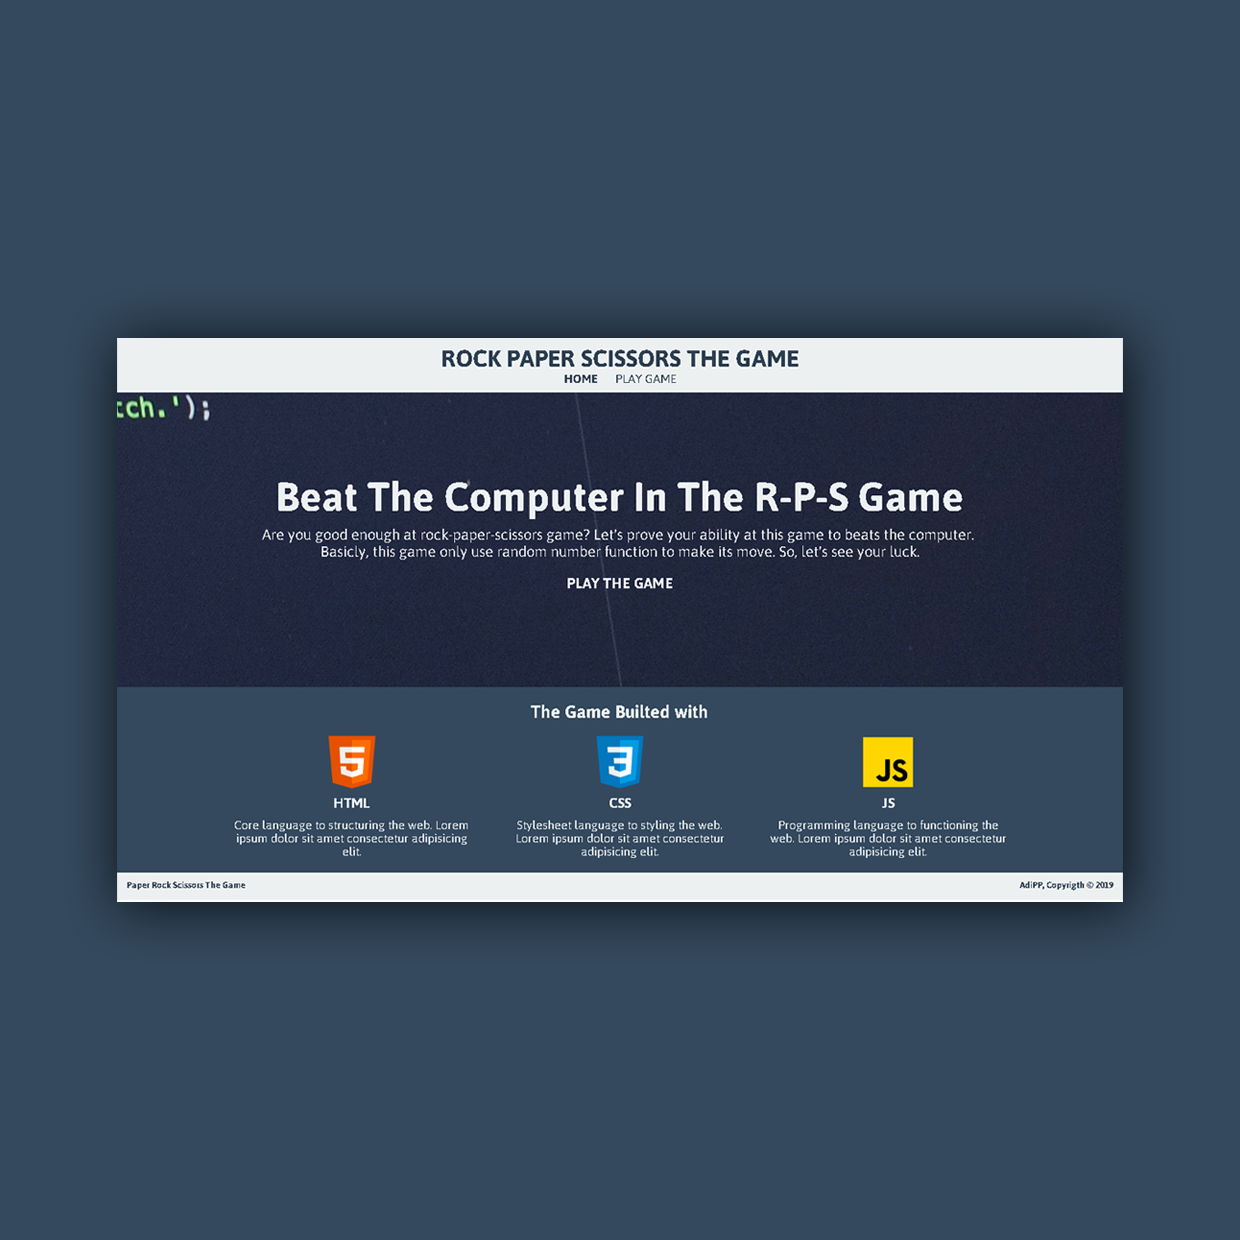 ROCK PAPER SCISSORS THE GAME
HOME PLAY GAME
tch.');
Beat The Computer In The R-P-S Game
Are you good enough at rock-paper-scissors game? Let's prove your ability at this game to beats the computer.
Basicly, this game only use random number function to make its move. So, let's see your luck.
PLAY THE GAME
The Game Builted with
5
HTML
Core language to structuring the web. Lorem
ipsum dolor sit amet consectetur adipisicing
elit.
3
CSS
Stylesheet language to styling the web.
Lorem ipsum dolor sit amet consectetur
adipisicing elit.
JS
JS
Programming language to functioning the
web. Lorem ipsum dolor sit amet consectetur
adipisicing elit.
Paper Rock Scissors The Game
AdiPP, Copyrigth © 2019